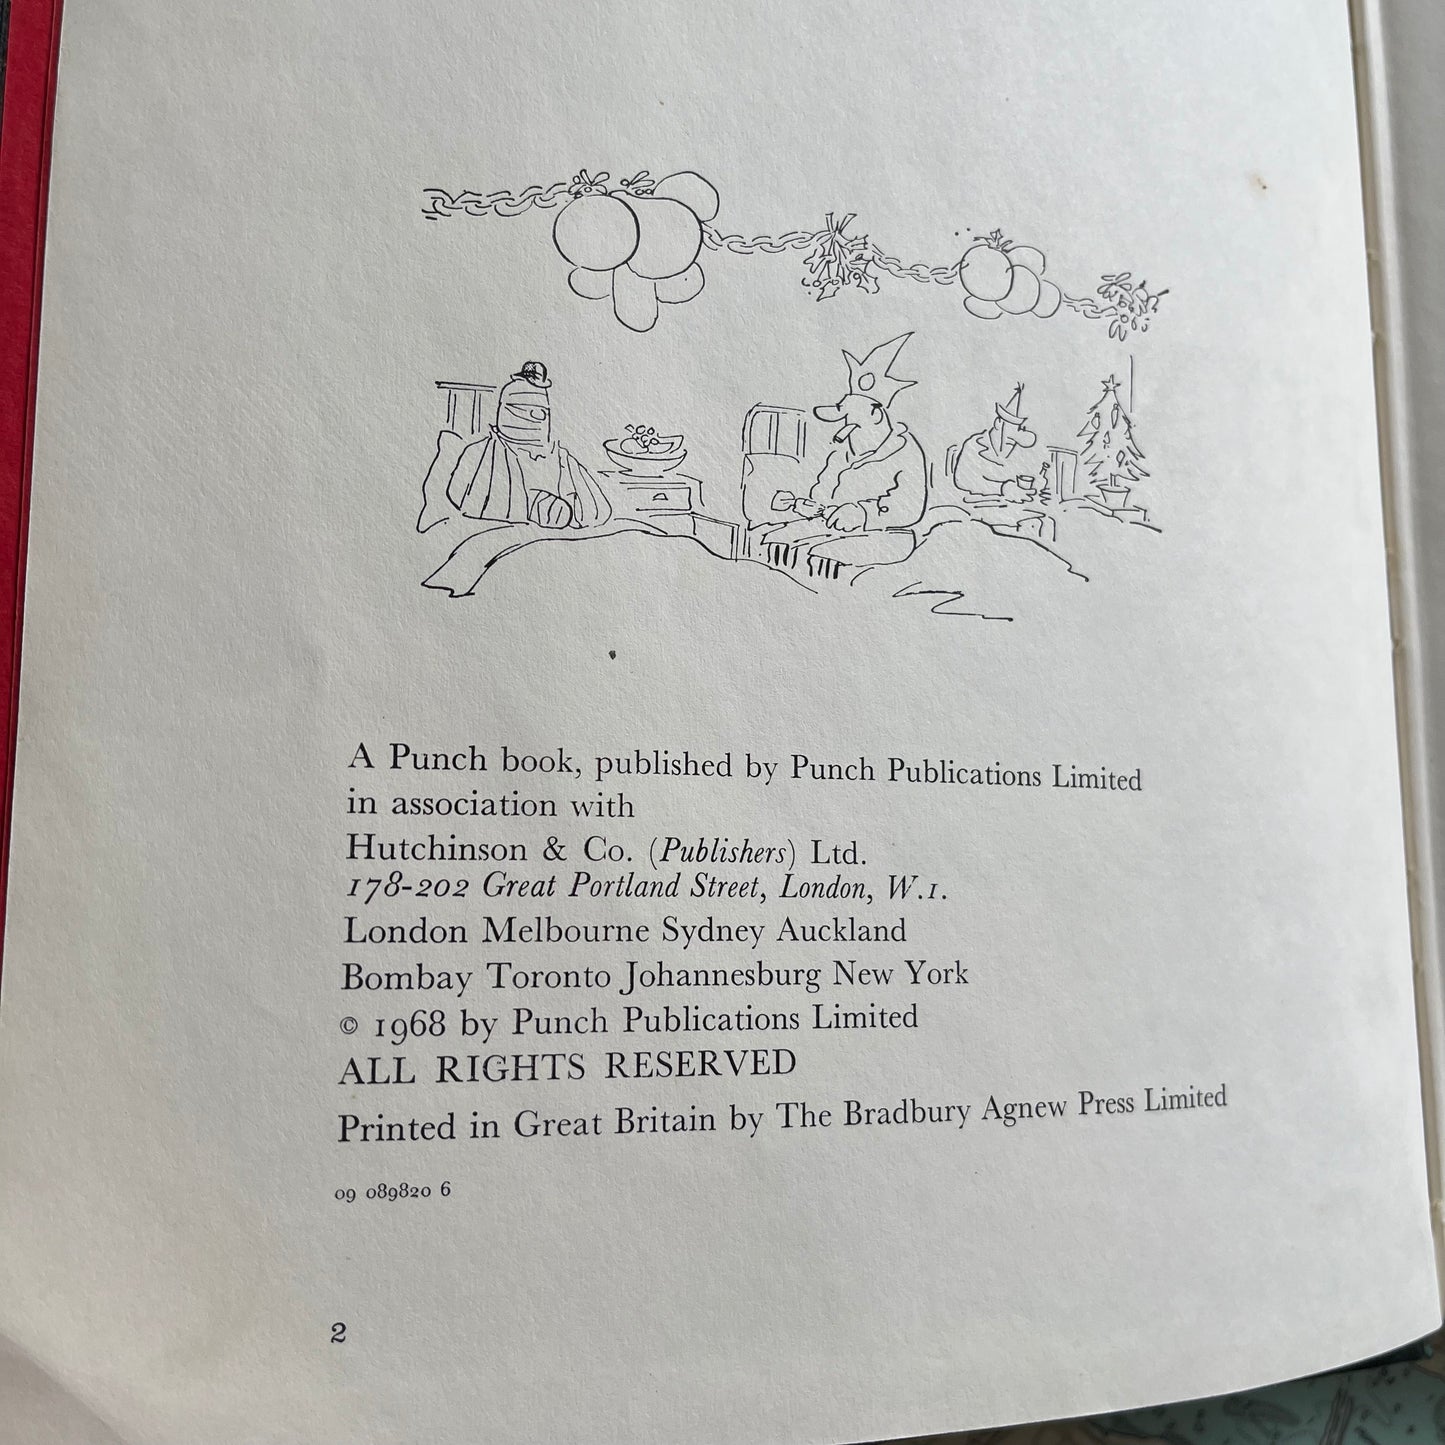 A Punch book, published by Punch Publications Limited
in association with
Hutchinson & Co. (Publishers) Ltd.
178-202 Great Portland Street, London, W.1.
London Melbourne Sydney Auckland
Bombay Toronto Johannesburg New York
© 1968 by Punch Publications Limited
ALL RIGHTS RESERVED
Printed in Great Britain by The Bradbury Agnew Press Limited
09 089820 6
2